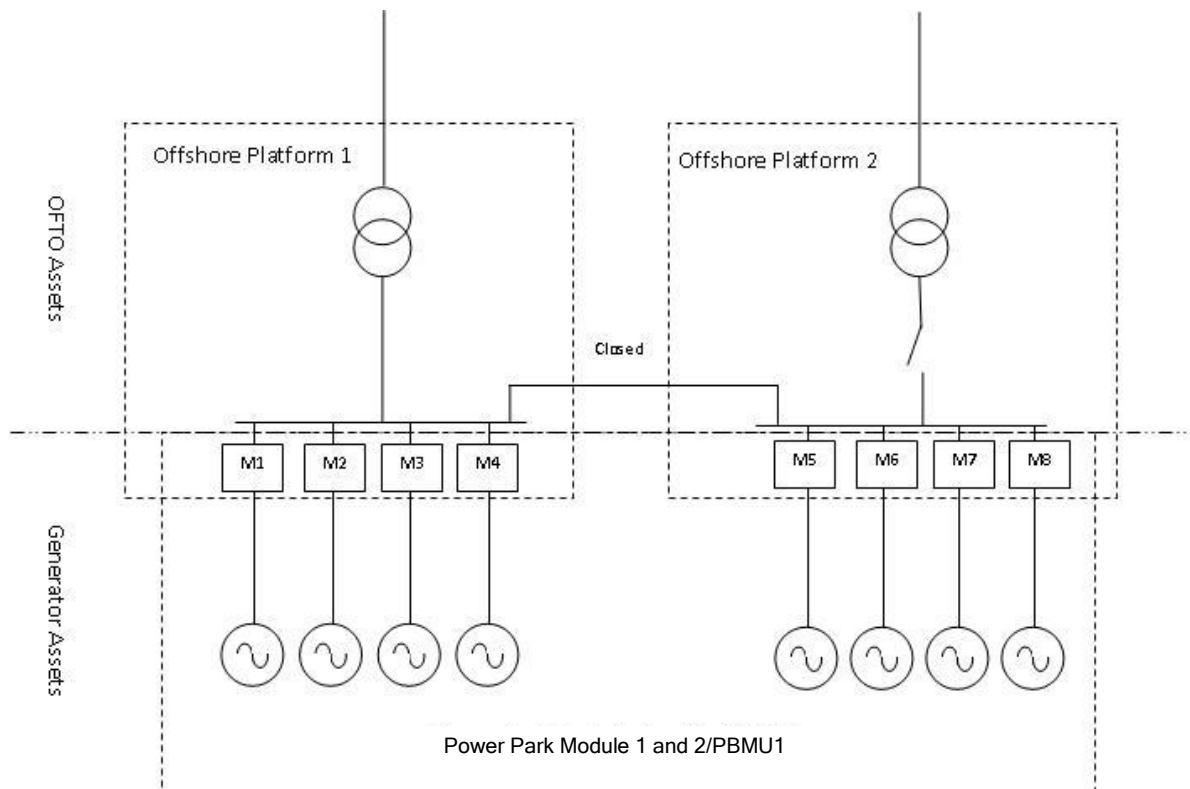 Offshore Platform 1
Offshore Platform 2
OFTO Assets
Closed
M1
M2
M3
M4
M5
M6
M7
M8
Generator Assets
Power Park Module 1 and 2/PBMU1